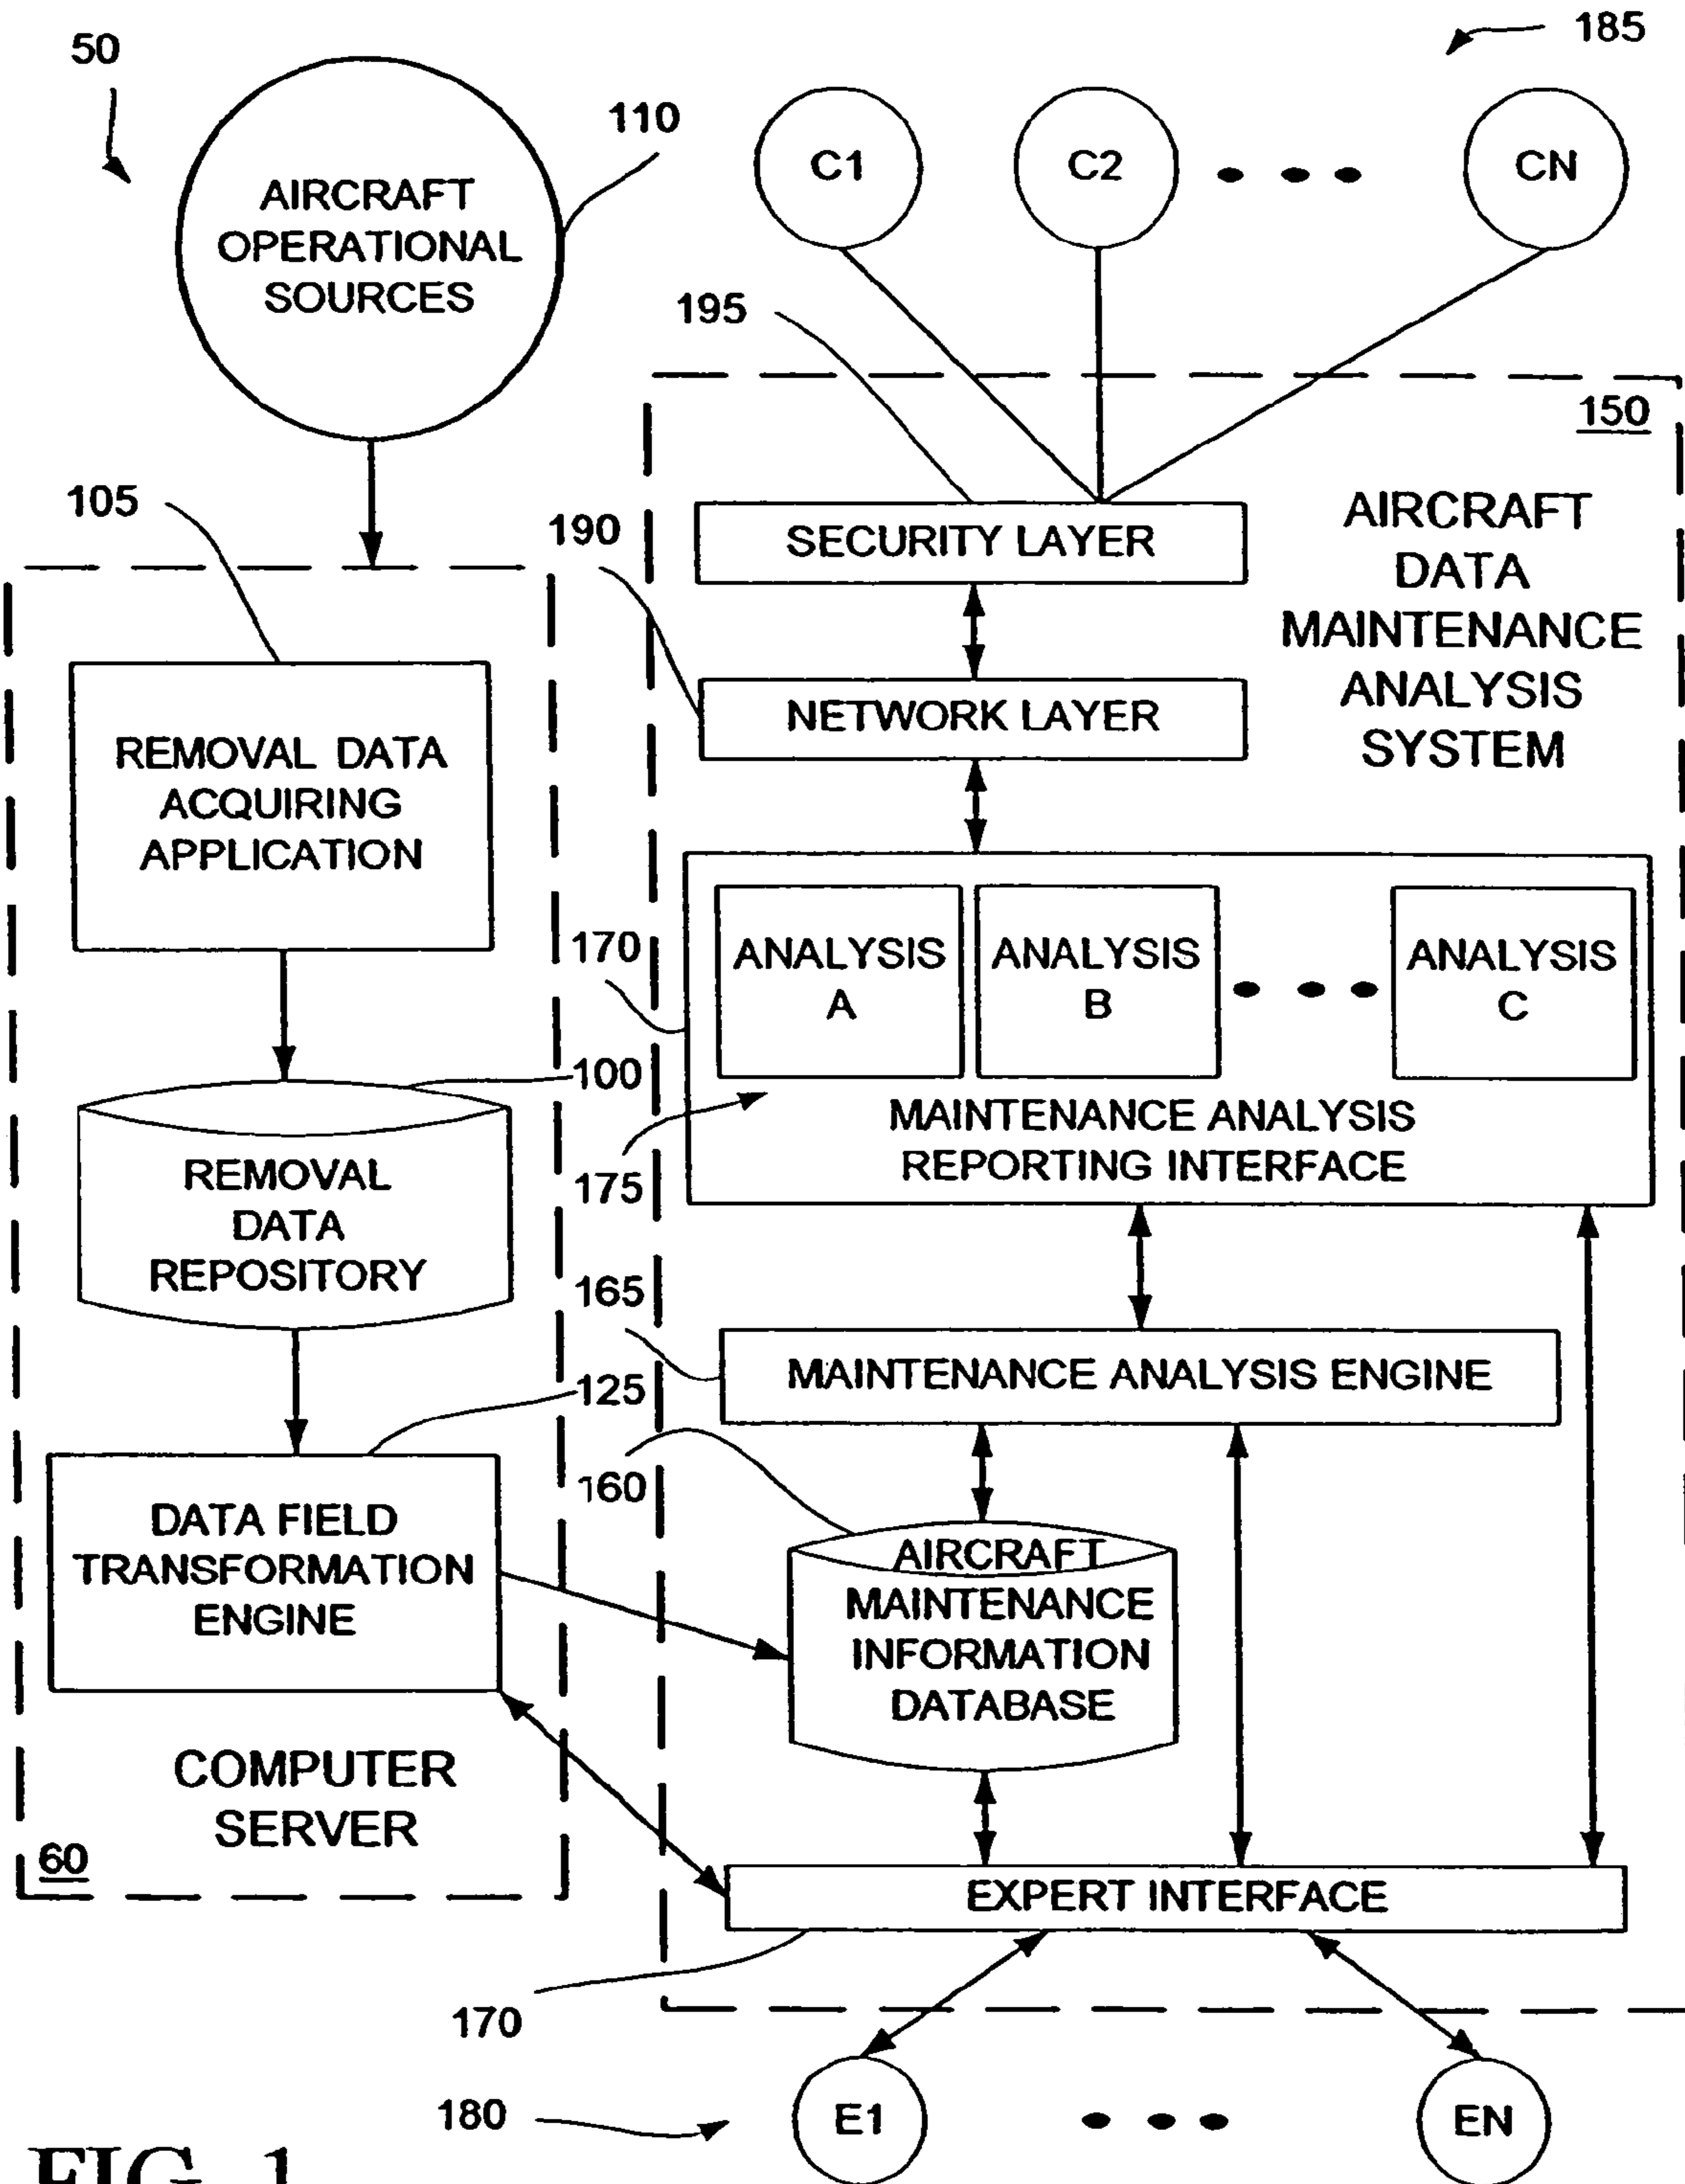 50
185
110
AIRCRAFT
OPERATIONAL
SOURCES
C1
C2
CN
195
150
105
190
SECURITY LAYER
AIRCRAFT
DATA
MAINTENANCE
ANALYSIS
SYSTEM
NETWORK LAYER
REMOVAL DATA
ACQUIRING
APPLICATION
170
ANALYSIS
A
ANALYSIS
B
ANALYSIS
C
100
MAINTENANCE ANALYSIS
REPORTING INTERFACE
175
REMOVAL
DATA
REPOSITORY
165
MAINTENANCE ANALYSIS ENGINE
125
160
DATA FIELD
TRANSFORMATION
ENGINE
AIRCRAFT
MAINTENANCE
INFORMATION
DATABASE
COMPUTER
SERVER
60
EXPERT INTERFACE
170
180
E1
EN
FIG. 1